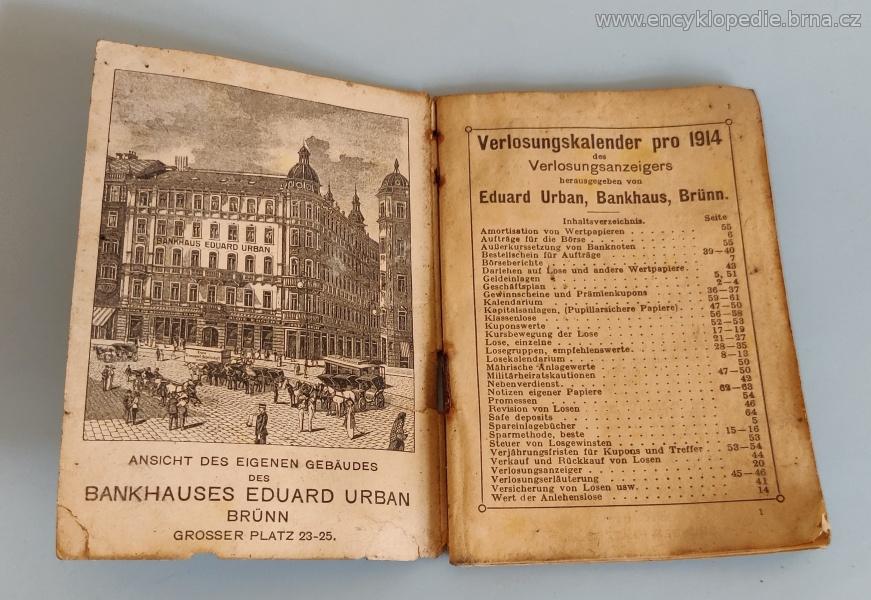 www.encyklopedie.brna.cz
BANKHAUS EDUARD URBAN
ANSICHT DES EIGENEN GEBÄUDES
DES
BANKHAUSES EDUARD URBAN
BRÜNN
GROSSER PLATZ 23-25.
1
Verlosungskalender pro 1914
des
Verlosungsanzeigers
herausgegeben von
Eduard Urban, Bankhaus, Brünn.
Inhaltsverzeichnis. Seite
Amortisation von Wertpapieren . . . . . 55
Aufträge für die Börse . . . . . 6
Außerkurssetzung von Banknoten . . . . . 55
Bestellschein für Aufträge . . . . . 39—40
Börseberichte . . . . . 7
Darlehen auf Lose und andere Wertpapiere . . . . . 43
Geldeinlagen . . . . . 5, 51
Geschäftsplan . . . . . 2—4
Gewinnscheine und Prämienkupons . . . . . 36—37
Kalendarium . . . . . 59—61
Kapitalsanlagen, (Pupillarsichere Papiere) . . . . . 47—50
Klassenlose . . . . . 56—58
Kuponswerte . . . . . 52—53
Kursbewegung der Lose . . . . . 17—19
Lose, einzelne . . . . . 21—27
Losegruppen, empfehlenswerte . . . . . 28—35
Losekalendarium . . . . . 8—13
Mährische Anlagewerte . . . . . 50
Militärheiratskautionen . . . . . 47—50
Nebenverdienst . . . . . 42
Notizen eigener Papiere . . . . . 62—63
Promessen . . . . . 54
Revision von Losen . . . . . 46
Safe deposits . . . . . 64
Spareinlagebücher . . . . . 5
Sparmethode, beste . . . . . 15—16
Steuer von Losgewinsten . . . . . 53
Verjährungsfristen für Kupons und Treffer . . . . . 53—54
Verkauf und Rückkauf von Losen . . . . . 44
Verlosungsanzeiger . . . . . 20
Verlosungserläuterung . . . . . 45—46
Versicherung von Losen usw. . . . . . 41
Wert der Anlehenslose . . . . . 14
1